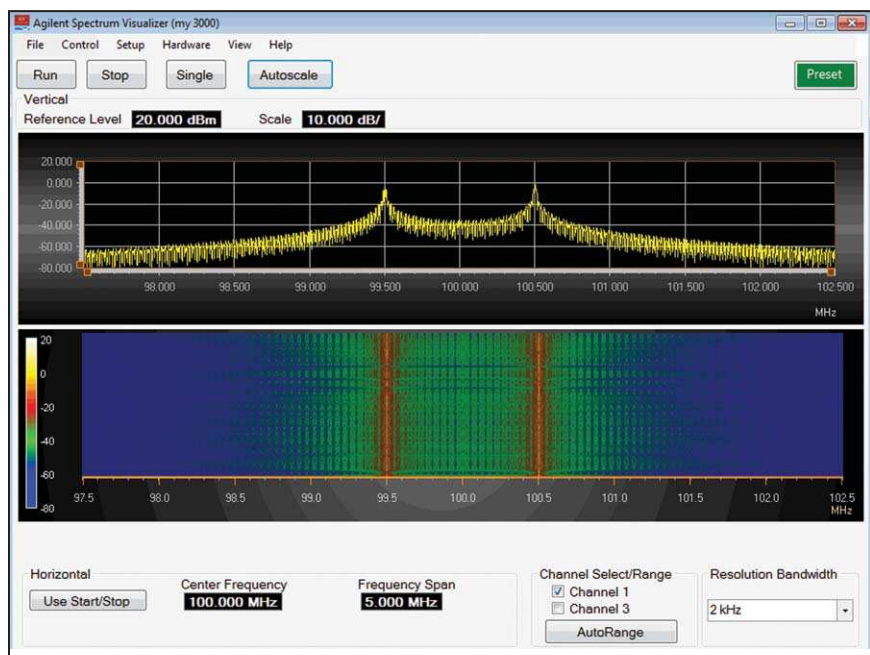 Agilent Spectrum Visualizer (my 3000)
File Control Setup Hardware View Help
Run Stop Single Autoscale Preset
Vertical
Reference Level 20.000 dBm Scale 10.000 dB/
20.000
0.000
-20.000
-40.000
-60.000
-80.000
98.000 98.500 99.000 99.500 100.000 100.500 101.000 101.500 102.000 102.500
MHz
20
0
-20
-40
-60
-80
97.5 98.0 98.5 99.0 99.5 100.0 100.5 101.0 101.5 102.0 102.5
MHz
Horizontal
Use Start/Stop
Center Frequency
100.000 MHz
Frequency Span
5.000 MHz
Channel Select/Range
Channel 1
Channel 3
AutoRange
Resolution Bandwidth
2 kHz